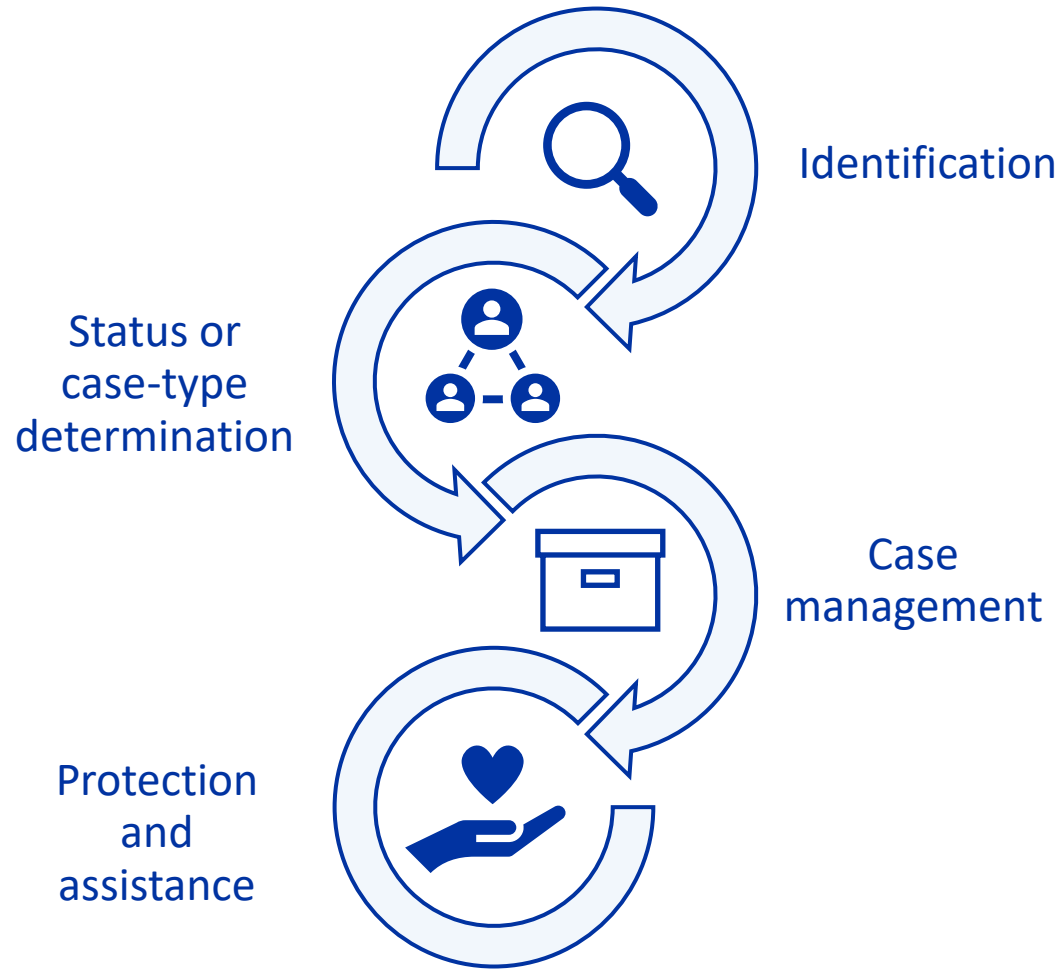 Identification
Status or
case-type
determination
Case
management
Protection
and
assistance